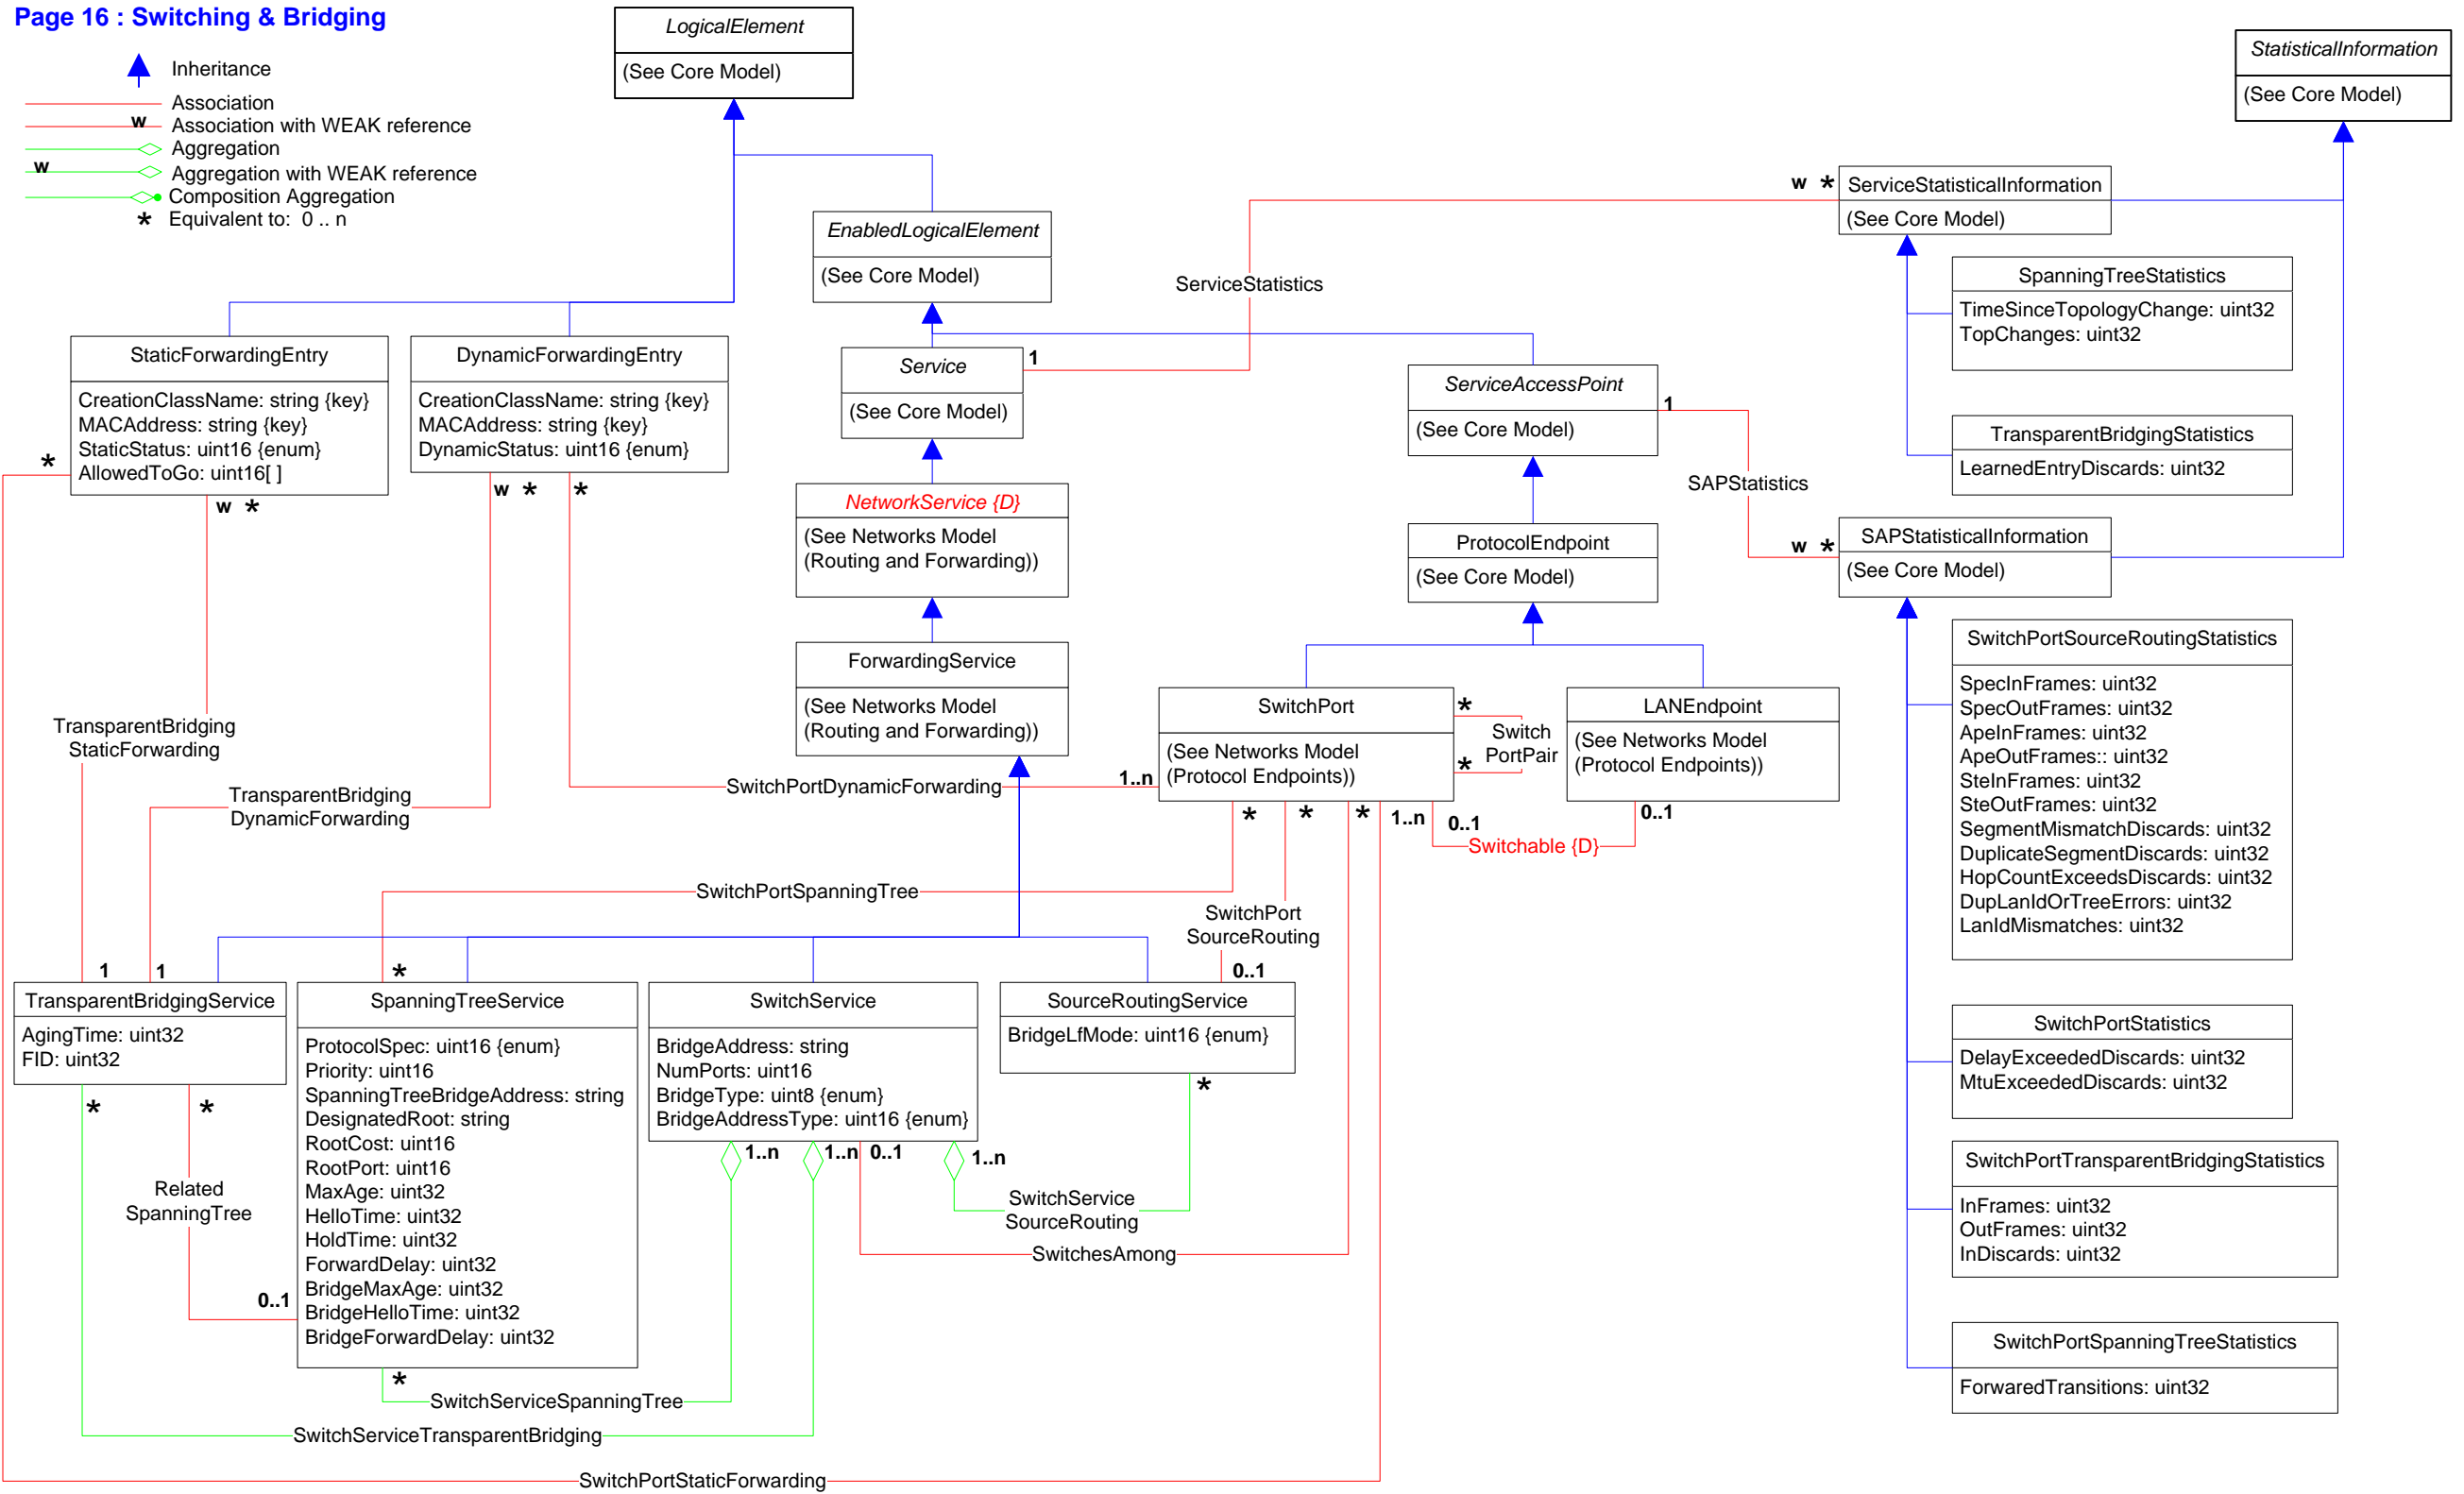 Page 16 : Switching & Bridging
Inheritance
Association
w
Association with WEAK reference
Aggregation
w
Aggregation with WEAK reference
Composition Aggregation
* Equivalent to: 0 .. n
LogicalElement
(See Core Model)
StatisticalInformation
(See Core Model)
EnabledLogicalElement
(See Core Model)
ServiceStatistics
w *
ServiceStatisticalInformation
(See Core Model)
SpanningTreeStatistics
TimeSinceTopologyChange: uint32
TopChanges: uint32
TransparentBridgingStatistics
LearnedEntryDiscards: uint32
StaticForwardingEntry
CreationClassName: string {key}
MACAddress: string {key}
StaticStatus: uint16 {enum}
AllowedToGo: uint16[ ]
*
w *
DynamicForwardingEntry
CreationClassName: string {key}
MACAddress: string {key}
DynamicStatus: uint16 {enum}
w * *
Service
(See Core Model)
1
ServiceAccessPoint
(See Core Model)
1
SAPStatistics
w *
SAPStatisticalInformation
(See Core Model)
NetworkService {D}
(See Networks Model
(Routing and Forwarding))
ProtocolEndpoint
(See Core Model)
ForwardingService
(See Networks Model
(Routing and Forwarding))
SwitchPort
(See Networks Model
(Protocol Endpoints))
*
Switch
PortPair
*
LANEndpoint
(See Networks Model
(Protocol Endpoints))
SwitchPortSourceRoutingStatistics
SpecInFrames: uint32
SpecOutFrames: uint32
ApeInFrames: uint32
ApeOutFrames:: uint32
SteInFrames: uint32
SteOutFrames: uint32
SegmentMismatchDiscards: uint32
DuplicateSegmentDiscards: uint32
HopCountExceedsDiscards: uint32
DupLanIdOrTreeErrors: uint32
LanIdMismatches: uint32
TransparentBridging
StaticForwarding
TransparentBridging
DynamicForwarding
SwitchPortDynamicForwarding
1..n
* * * 1..n 0..1
0..1
Switchable {D}
SwitchPortSpanningTree
SwitchPort
SourceRouting
1 1 * 0..1
TransparentBridgingService
AgingTime: uint32
FID: uint32
* *
SpanningTreeService
ProtocolSpec: uint16 {enum}
Priority: uint16
SpanningTreeBridgeAddress: string
DesignatedRoot: string
RootCost: uint16
RootPort: uint16
MaxAge: uint32
HelloTime: uint32
HoldTime: uint32
ForwardDelay: uint32
BridgeMaxAge: uint32
BridgeHelloTime: uint32
BridgeForwardDelay: uint32
SwitchService
BridgeAddress: string
NumPorts: uint16
BridgeType: uint8 {enum}
BridgeAddressType: uint16 {enum}
1..n 1..n 0..1 1..n
SourceRoutingService
BridgeLfMode: uint16 {enum}
*
Related
SpanningTree
0..1
SwitchService
SourceRouting
SwitchesAmong
*
SwitchServiceSpanningTree
SwitchServiceTransparentBridging
SwitchPortStaticForwarding
SwitchPortStatistics
DelayExceededDiscards: uint32
MtuExceededDiscards: uint32
SwitchPortTransparentBridgingStatistics
InFrames: uint32
OutFrames: uint32
InDiscards: uint32
SwitchPortSpanningTreeStatistics
ForwaredTransitions: uint32